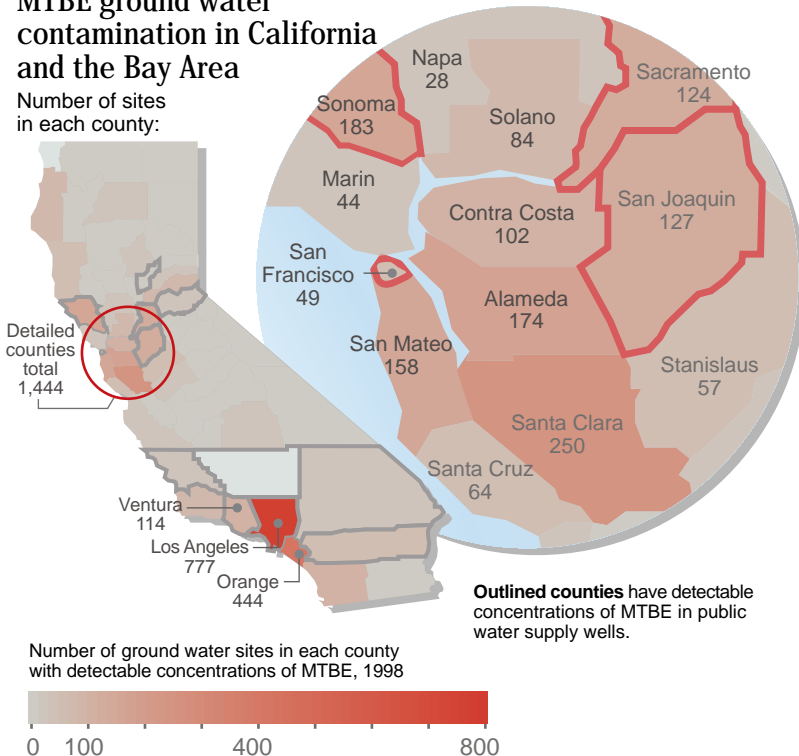 MTBE ground water
contamination in California
and the Bay Area
Number of sites
in each county:
Napa
28
Sonoma
183
Solano
84
Sacramento
124
Marin
44
Contra Costa
102
San Joaquin
127
San
Francisco
49
Alameda
174
San Mateo
158
Stanislaus
57
Santa Clara
250
Santa Cruz
64
Detailed
counties
total
1,444
Ventura
114
Los Angeles
777
Orange
444
Outlined counties have detectable
concentrations of MTBE in public
water supply wells.
Number of ground water sites in each county
with detectable concentrations of MTBE, 1998
0 100 400 800